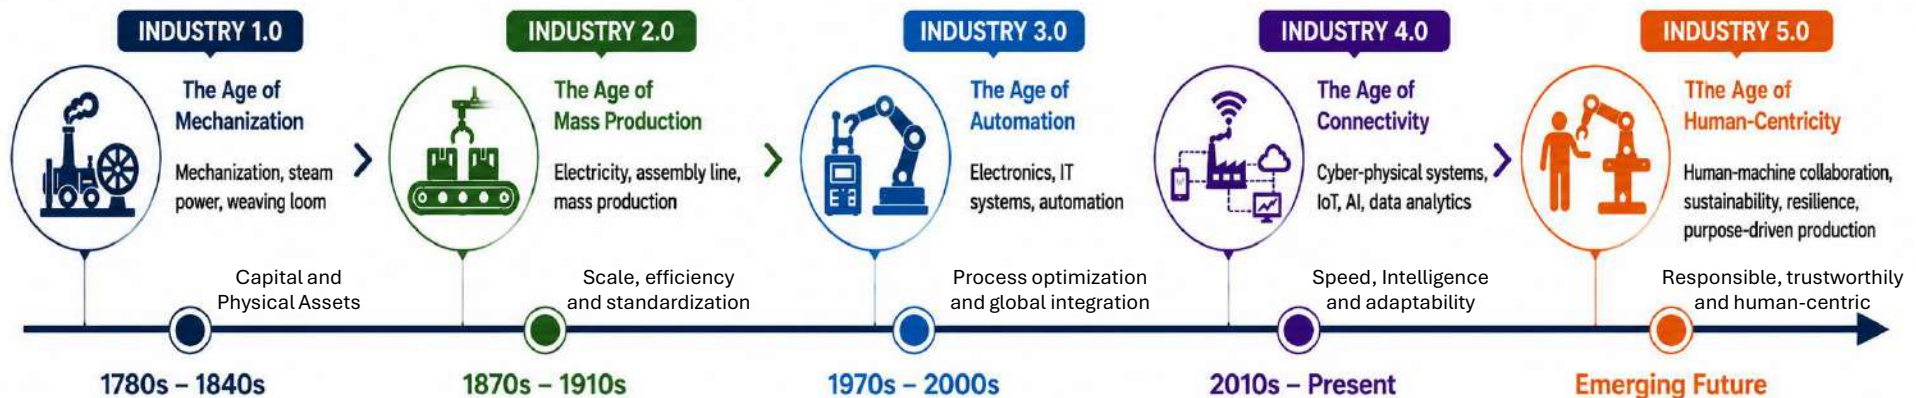 INDUSTRY 1.0
The Age of
Mechanization
Mechanization, steam
power, weaving loom
Capital and
Physical Assets
1780s – 1840s
INDUSTRY 2.0
The Age of
Mass Production
Electricity, assembly line,
mass production
Scale, efficiency
and standardization
1870s – 1910s
INDUSTRY 3.0
The Age of
Automation
Electronics, IT
systems, automation
Process optimization
and global integration
1970s – 2000s
INDUSTRY 4.0
The Age of
Connectivity
Cyber-physical systems,
IoT, AI, data analytics
Speed, Intelligence
and adaptability
2010s – Present
INDUSTRY 5.0
TThe Age of
Human-Centricity
Human-machine collaboration,
sustainability, resilience,
purpose-driven production
Responsible, trustworthily
and human-centric
Emerging Future